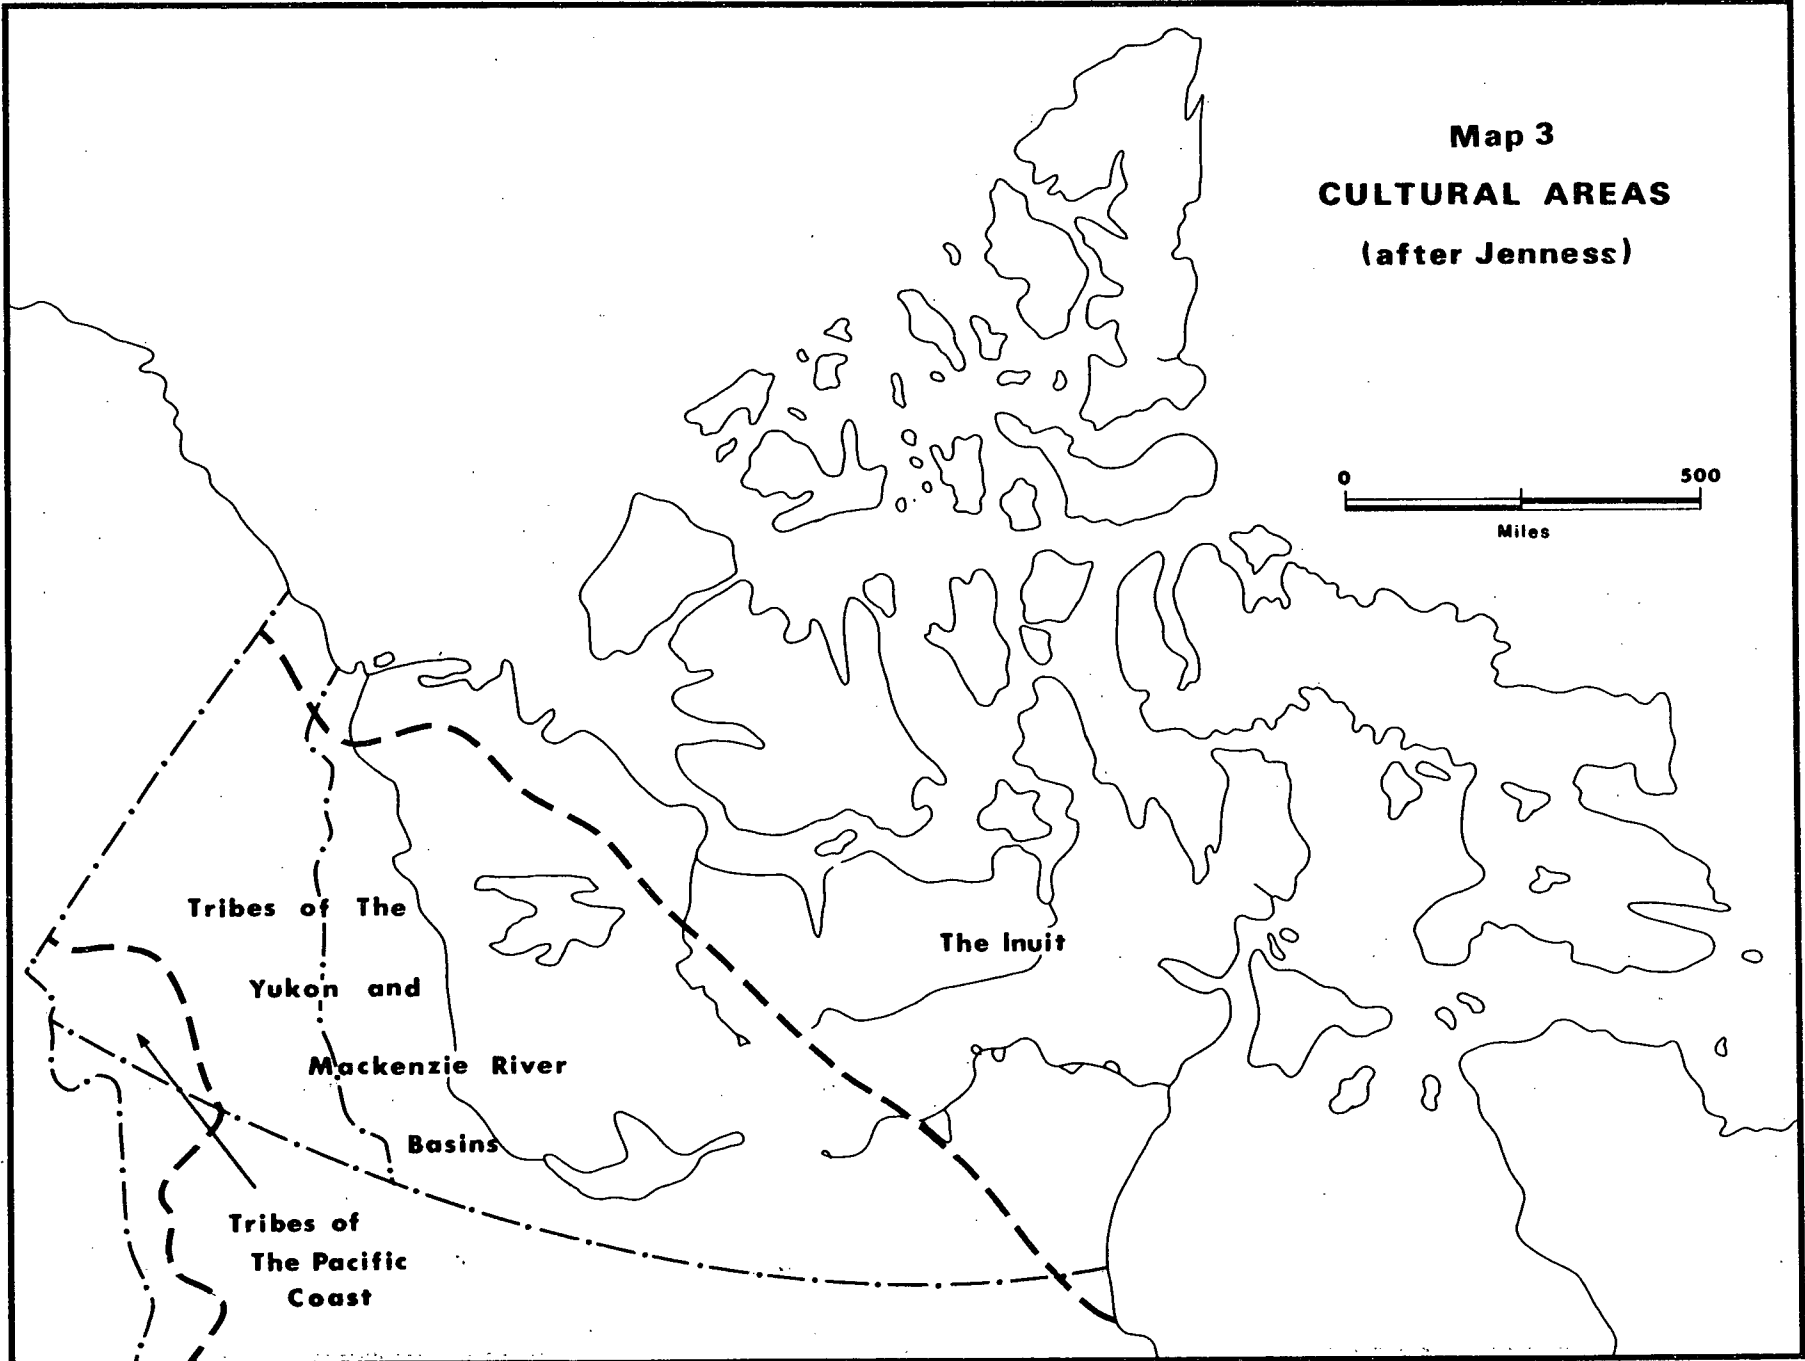 Map 3
CULTURAL AREAS
(after Jenness)
0 500
Miles
Tribes of The
Yukon and
Mackenzie River
Basins
The Inuit
Tribes of
The Pacific
Coast